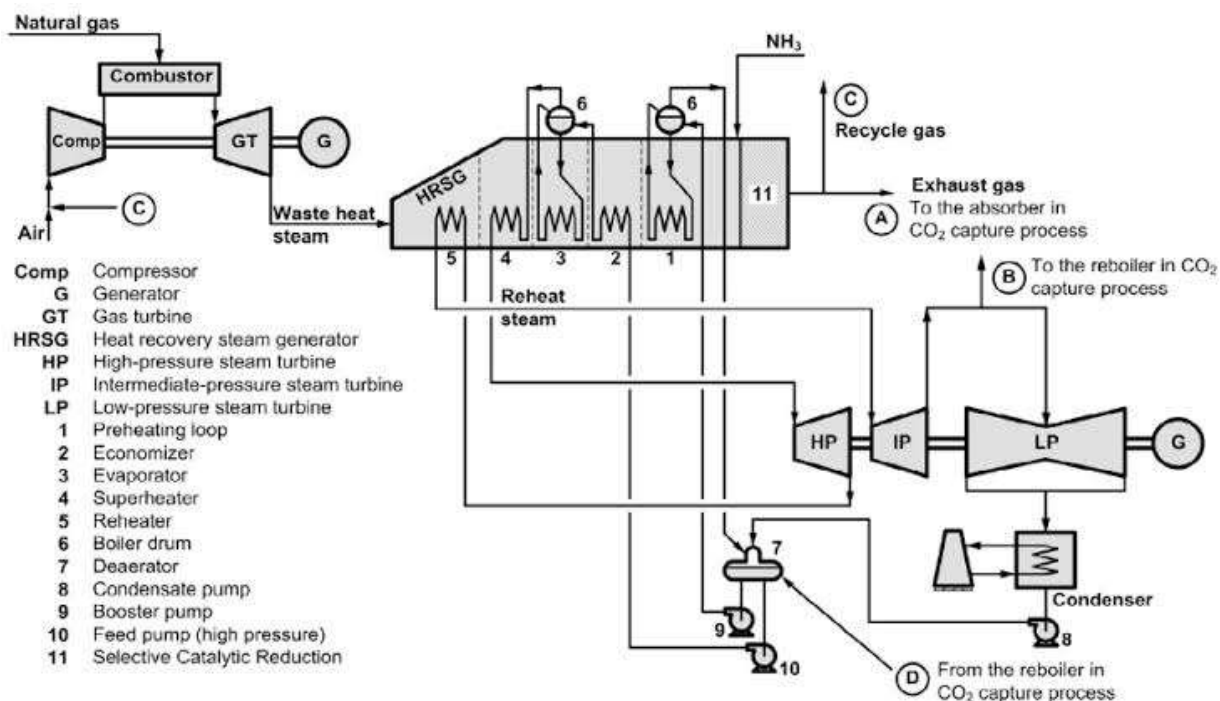 Natural gas
Combustor
Comp
GT
G
C
Air
Waste heat
steam
HRSG
NH3
6
6
11
5
4
3
2
1
C
Recycle gas
Exhaust gas
A
To the absorber in
CO2 capture process
B
To the reboiler in CO2
capture process
Reheat
steam
HP
IP
LP
G
7
9
10
8
Condenser
D
From the reboiler in
CO2 capture process
Comp Compressor
G Generator
GT Gas turbine
HRSG Heat recovery steam generator
HP High-pressure steam turbine
IP Intermediate-pressure steam turbine
LP Low-pressure steam turbine
1 Preheating loop
2 Economizer
3 Evaporator
4 Superheater
5 Reheater
6 Boiler drum
7 Deaerator
8 Condensate pump
9 Booster pump
10 Feed pump (high pressure)
11 Selective Catalytic Reduction